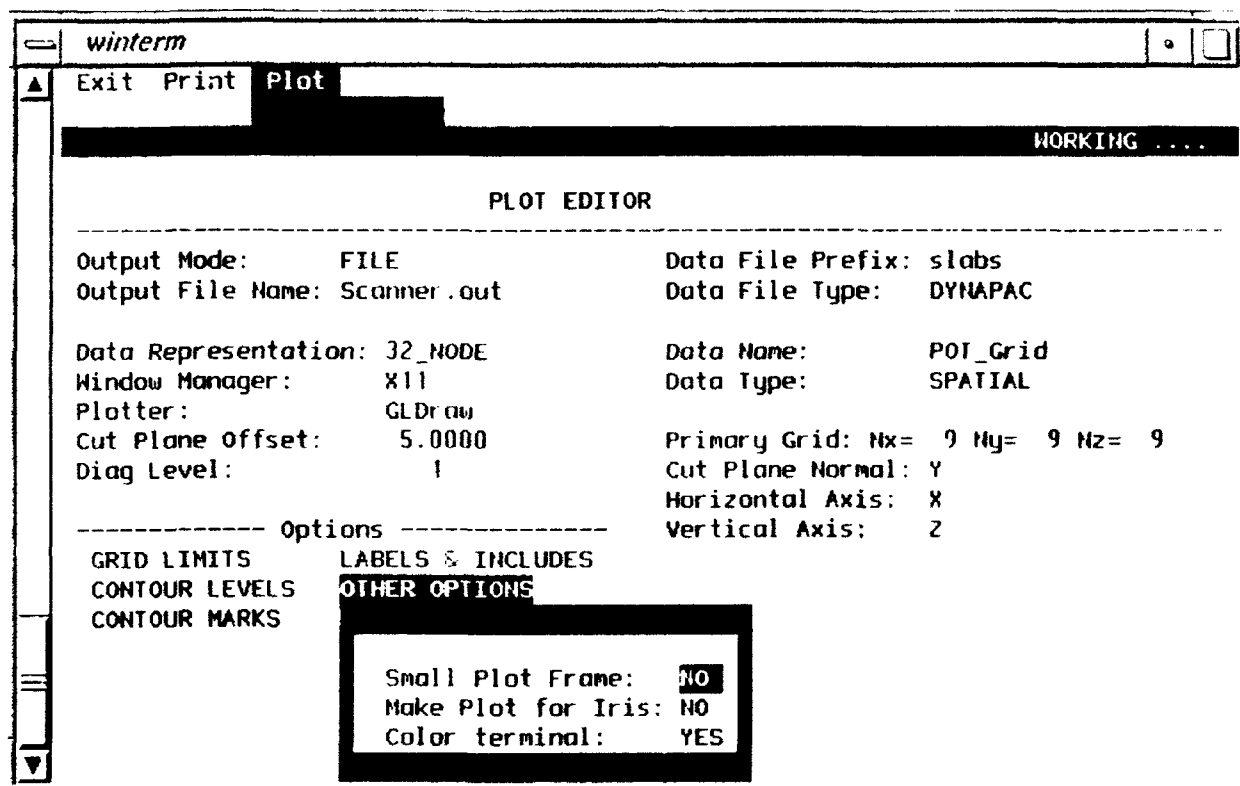 winterm
Exit Print Plot
WORKING ....
PLOT EDITOR
Output Mode: FILE Data File Prefix: slabs
Output File Name: Scanner.out Data File Type: DYNAPAC
Data Representation: 32_NODE Data Name: POT_Grid
Window Manager: X11 Data Type: SPATIAL
Plotter: GLDraw
Cut Plane Offset: 5.0000 Primary Grid: Nx= 9 Ny= 9 Nz= 9
Diag Level: 1 Cut Plane Normal: Y
Horizontal Axis: X
------------- Options -------------- Vertical Axis: Z
GRID LIMITS LABELS & INCLUDES
CONTOUR LEVELS OTHER OPTIONS
CONTOUR MARKS
Small Plot Frame: NO
Make Plot for Iris: NO
Color terminal: YES